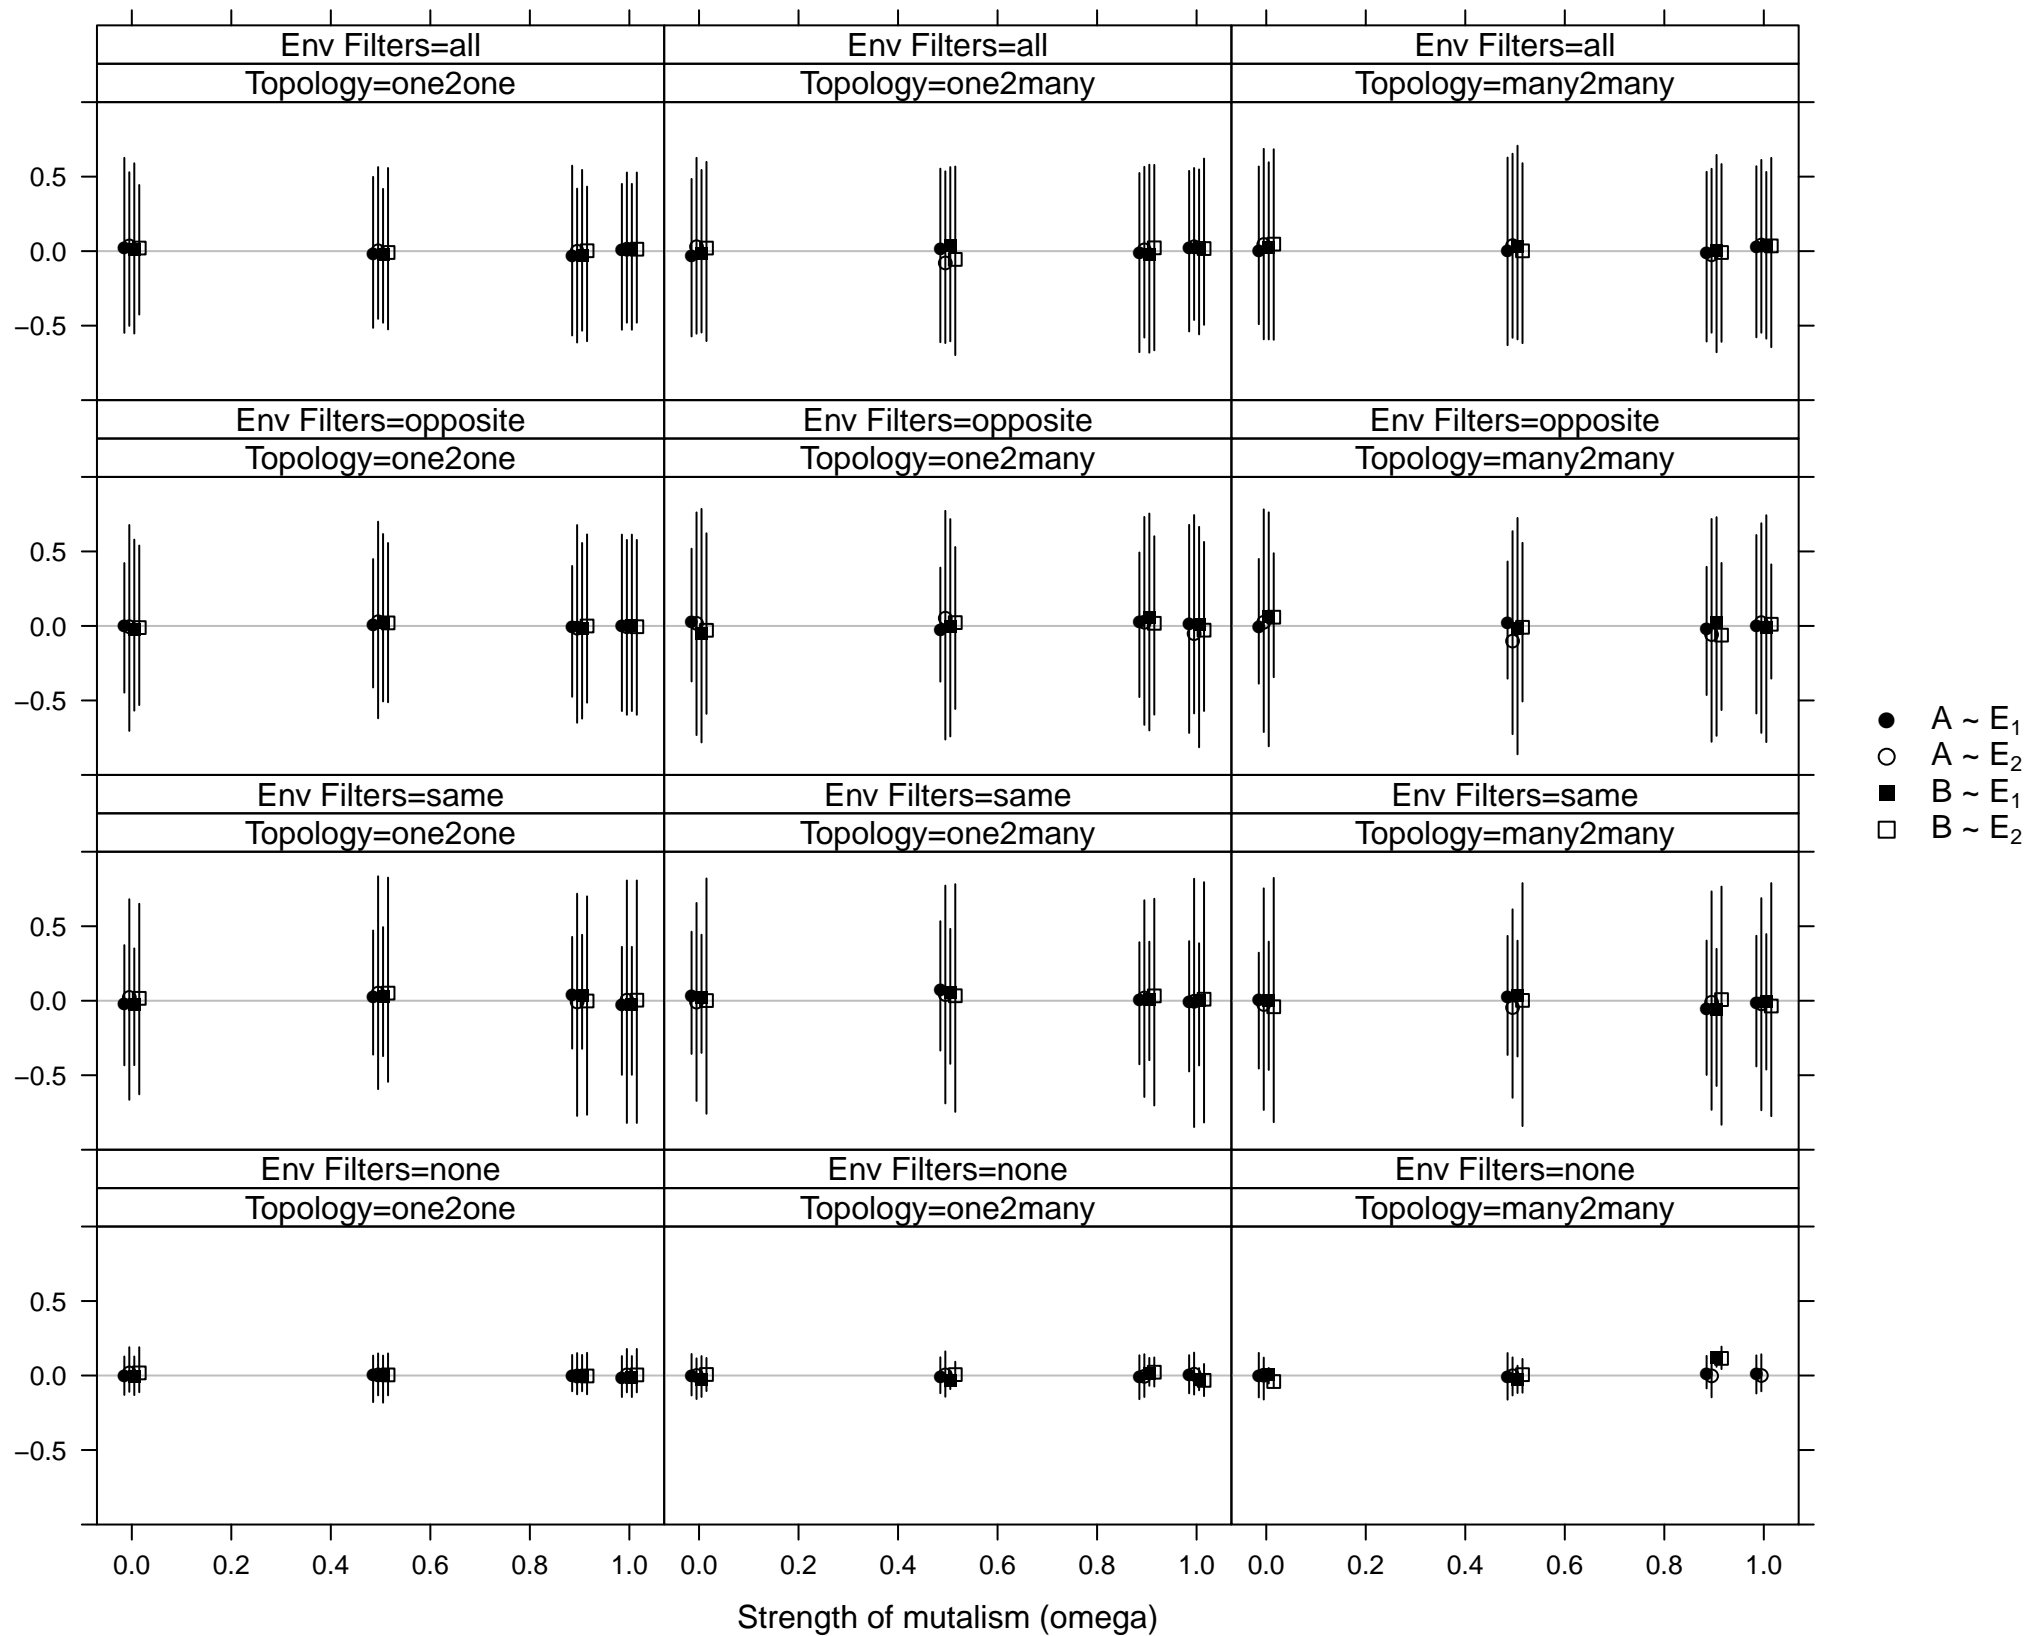 Env Filters=all Env Filters=all Env Filters=all
Topology=one2one Topology=one2many Topology=many2many
0.5
0.0
−0.5
Env Filters=opposite Env Filters=opposite Env Filters=opposite
Topology=one2one Topology=one2many Topology=many2many
0.5
0.0
−0.5
Env Filters=same Env Filters=same Env Filters=same
Topology=one2one Topology=one2many Topology=many2many
0.5
0.0
−0.5
Env Filters=none Env Filters=none Env Filters=none
Topology=one2one Topology=one2many Topology=many2many
0.5
0.0
−0.5
0.0 0.2 0.4 0.6 0.8 1.0 0.0 0.2 0.4 0.6 0.8 1.0 0.0 0.2 0.4 0.6 0.8 1.0
Strength of mutalism (omega)
A ~ E₁
A ~ E₂
B ~ E₁
B ~ E₂